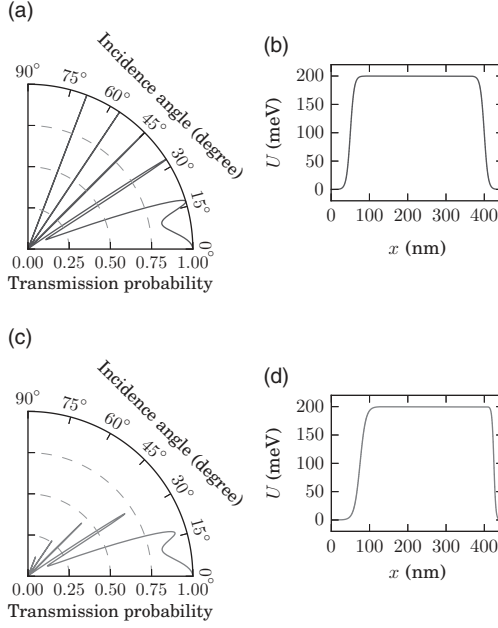 (a)
90°
75°
60°
45°
30°
15°
0°
Incidence angle (degree)
0.00 0.25 0.50 0.75 1.00
Transmission probability
(b)
200
150
100
50
0
U (meV)
0 100 200 300 400
x (nm)
(c)
90°
75°
60°
45°
30°
15°
0°
Incidence angle (degree)
0.00 0.25 0.50 0.75 1.00
Transmission probability
(d)
200
150
100
50
0
U (meV)
0 100 200 300 400
x (nm)